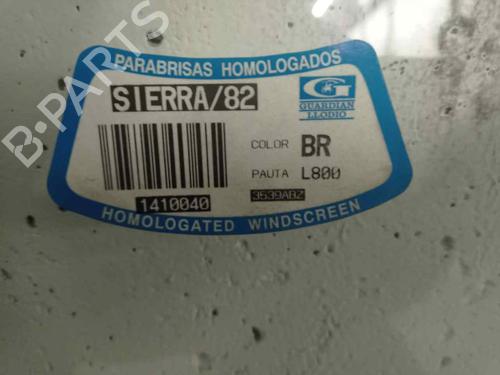 PARABRISAS HOMOLOGADOS
SIERRA/82
GUARDIAN
LLODIO
COLOR BR
PAUTA L800
1410040
3539ABZ
HOMOLOGATED WINDSCREEN
B-PARTS